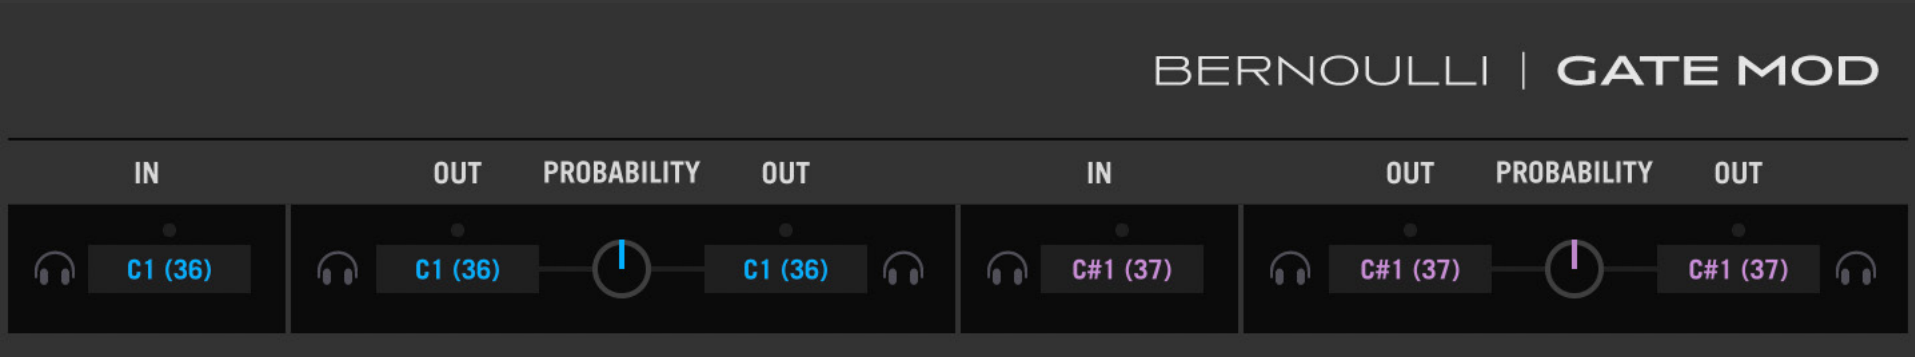 BERNOULLI | GATE MOD
IN OUT PROBABILITY OUT IN OUT PROBABILITY OUT
C1 (36) C1 (36) C1 (36) C#1 (37) C#1 (37) C#1 (37)